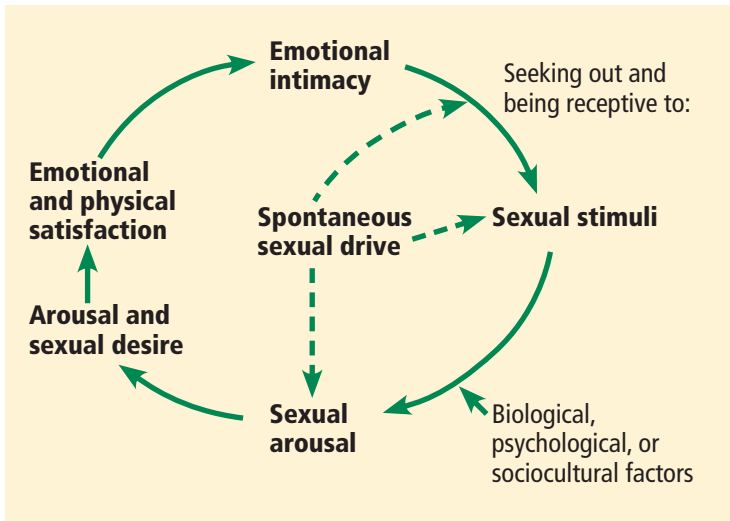 Emotional
intimacy
Seeking out and
being receptive to:
Emotional
and physical
satisfaction
Spontaneous
sexual drive
Sexual stimuli
Arousal and
sexual desire
Sexual
arousal
Biological,
psychological, or
sociocultural factors